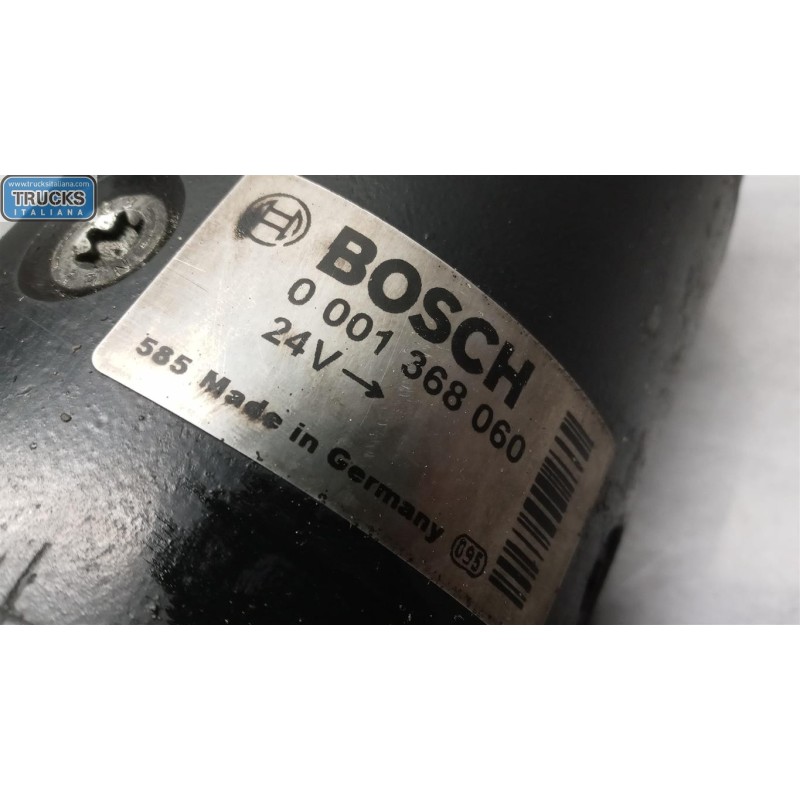 www.trucksitaliana.com
TRUCKS
ITALIANA
BOSCH
0 001 368 060
24V →
585 Made in Germany 095